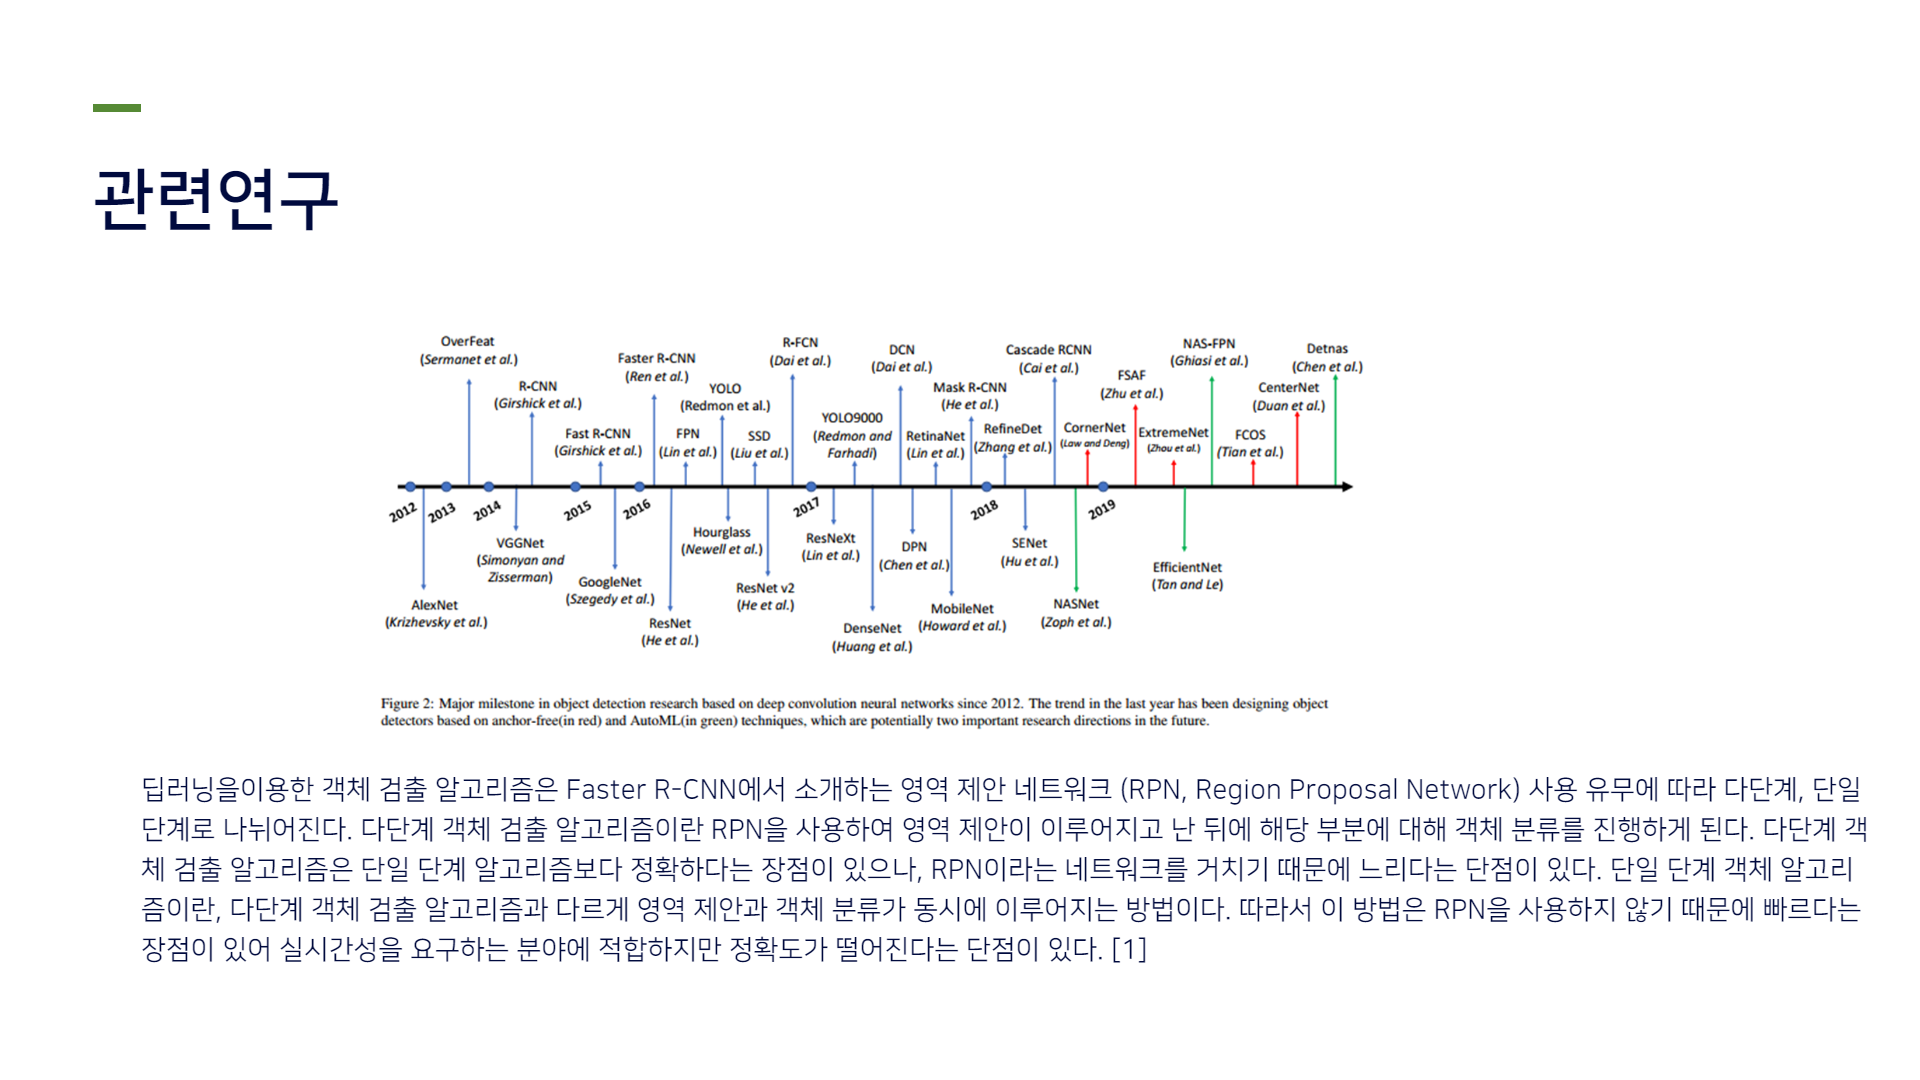 관련연구
OverFeat
(Sermanet et al.)
R-CNN
(Girshick et al.)
Fast R-CNN
(Girshick et al.)
Faster R-CNN
(Ren et al.)
FPN
(Lin et al.)
YOLO
(Redmon et al.)
SSD
(Liu et al.)
R-FCN
(Dai et al.)
YOLO9000
(Redmon and
Farhadi)
DCN
(Dai et al.)
RetinaNet
(Lin et al.)
Mask R-CNN
(He et al.)
RefineDet
(Zhang et al.)
Cascade RCNN
(Cai et al.)
CornerNet
(Law and Deng)
FSAF
(Zhu et al.)
ExtremeNet
(Zhou et al.)
NAS-FPN
(Ghiasi et al.)
FCOS
(Tian et al.)
CenterNet
(Duan et al.)
Detnas
(Chen et al.)
2012
2013
2014
2015
2016
2017
2018
2019
AlexNet
(Krizhevsky et al.)
VGGNet
(Simonyan and
Zisserman)
GoogleNet
(Szegedy et al.)
ResNet
(He et al.)
Hourglass
(Newell et al.)
ResNet v2
(He et al.)
ResNeXt
(Lin et al.)
DenseNet
(Huang et al.)
DPN
(Chen et al.)
MobileNet
(Howard et al.)
SENet
(Hu et al.)
NASNet
(Zoph et al.)
EfficientNet
(Tan and Le)
Figure 2: Major milestone in object detection research based on deep convolution neural networks since 2012. The trend in the last year has been designing object
detectors based on anchor-free(in red) and AutoML(in green) techniques, which are potentially two important research directions in the future.
딥러닝을이용한 객체 검출 알고리즘은 Faster R-CNN에서 소개하는 영역 제안 네트워크 (RPN, Region Proposal Network) 사용 유무에 따라 다단계, 단일
단계로 나뉘어진다. 다단계 객체 검출 알고리즘이란 RPN을 사용하여 영역 제안이 이루어지고 난 뒤에 해당 부분에 대해 객체 분류를 진행하게 된다. 다단계 객
체 검출 알고리즘은 단일 단계 알고리즘보다 정확하다는 장점이 있으나, RPN이라는 네트워크를 거치기 때문에 느리다는 단점이 있다. 단일 단계 객체 알고리
즘이란, 다단계 객체 검출 알고리즘과 다르게 영역 제안과 객체 분류가 동시에 이루어지는 방법이다. 따라서 이 방법은 RPN을 사용하지 않기 때문에 빠르다는
장점이 있어 실시간성을 요구하는 분야에 적합하지만 정확도가 떨어진다는 단점이 있다. [1]